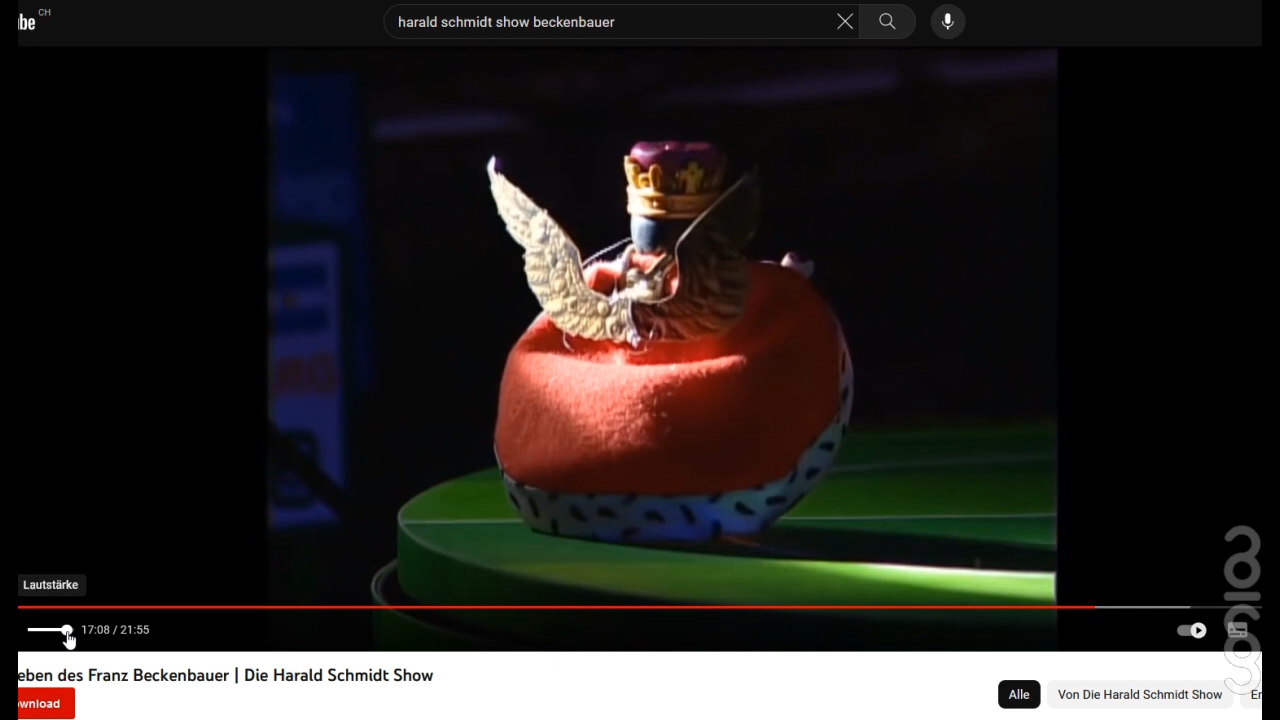 be CH
harald schmidt show beckenbauer
Lautstärke
17:08 / 21:55
eben des Franz Beckenbauer | Die Harald Schmidt Show
wnload
Alle
Von Die Harald Schmidt Show